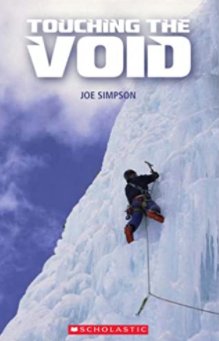 TOUCHING THE
VOID
JOE SIMPSON
SCHOLASTIC